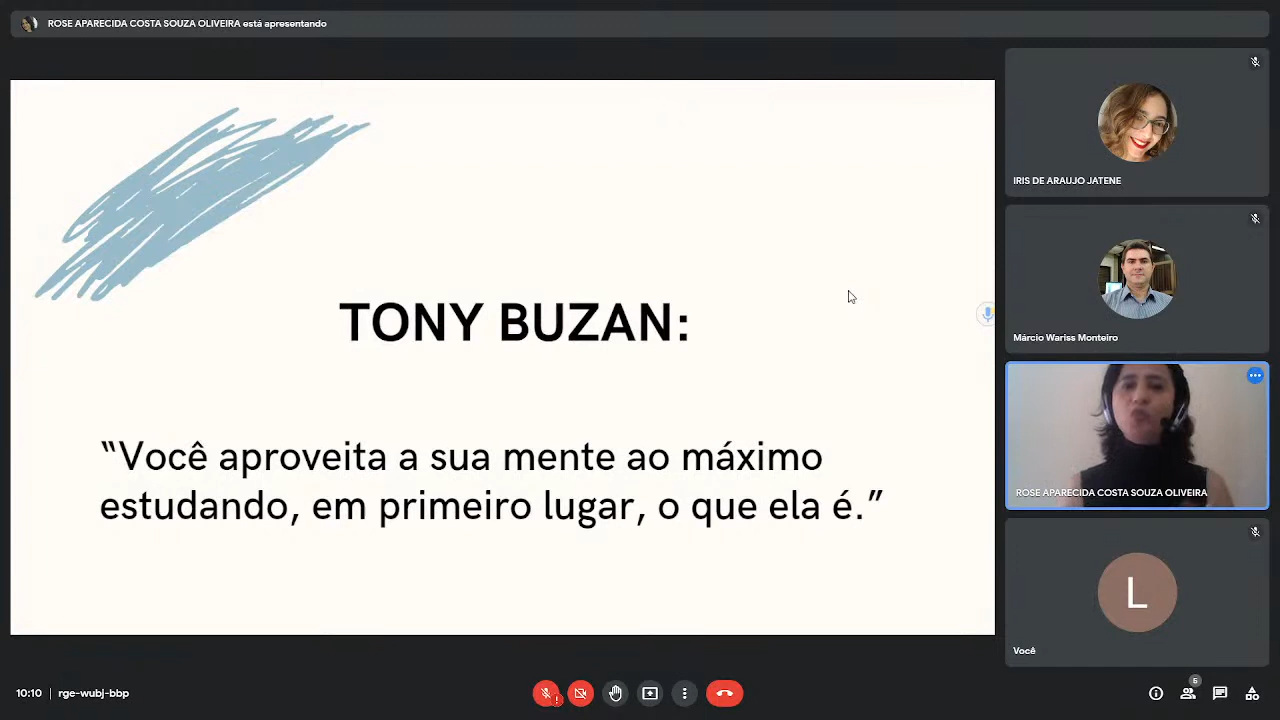 ROSE APARECIDA COSTA SOUZA OLIVEIRA está apresentando
TONY BUZAN:
“Você aproveita a sua mente ao máximo
estudando, em primeiro lugar, o que ela é.”
IRIS DE ARAUJO JATENE
Márcio Wariss Monteiro
ROSE APARECIDA COSTA SOUZA OLIVEIRA
L
Você
10:10 | rge-wubj-bbp
6